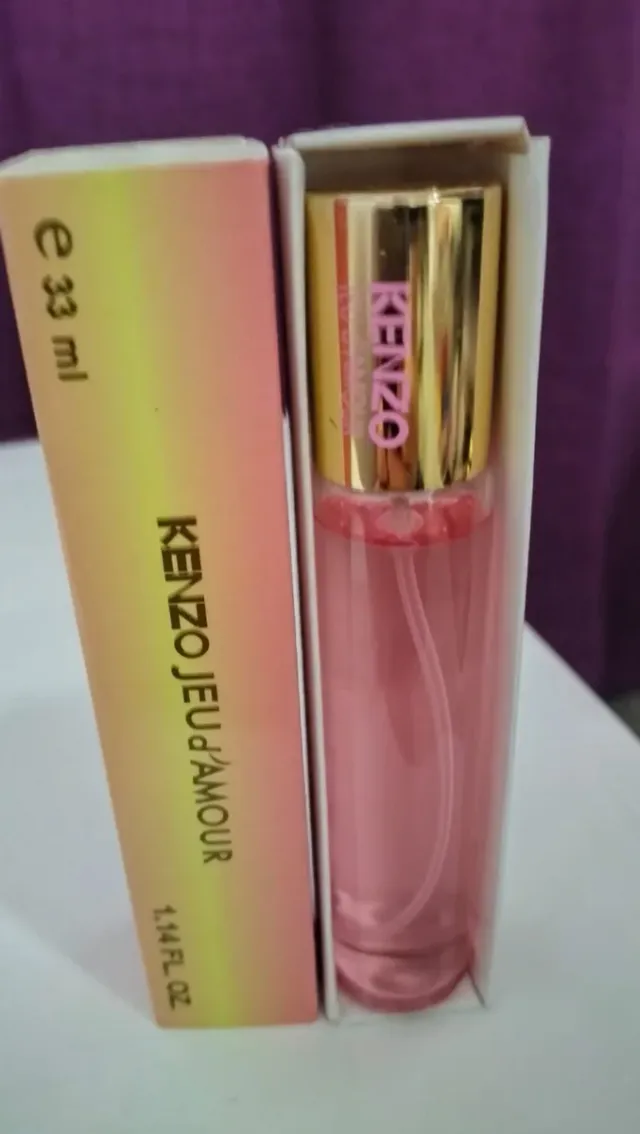 e 33 ml
KENZO JEU d'AMOUR
1.14 FL. OZ
KENZO